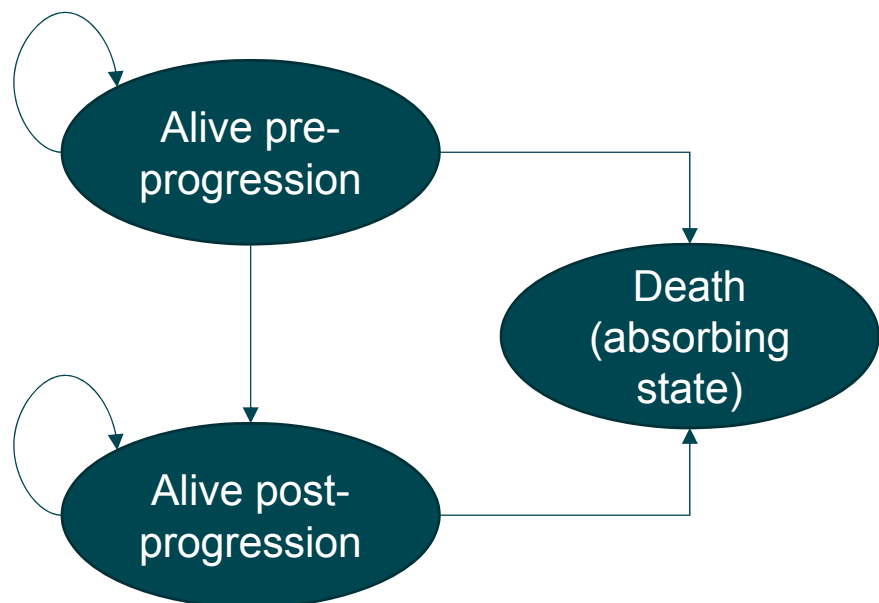 Alive pre-
progression
Death
(absorbing
state)
Alive post-
progression